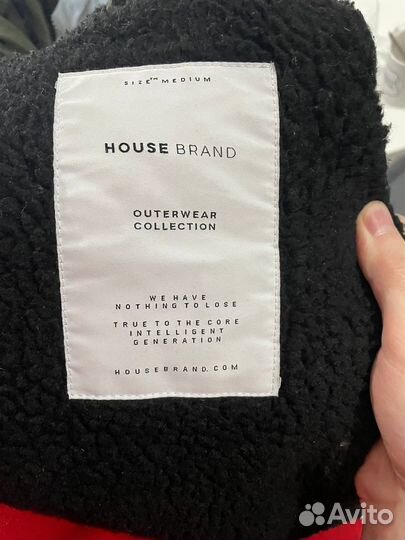 SIZE™ MEDIUM
HOUSE BRAND
OUTERWEAR
COLLECTION
WE HAVE
NOTHING TO LOSE
TRUE TO THE CORE
INTELLIGENT
GENERATION
HOUSEBRAND.COM
Avito